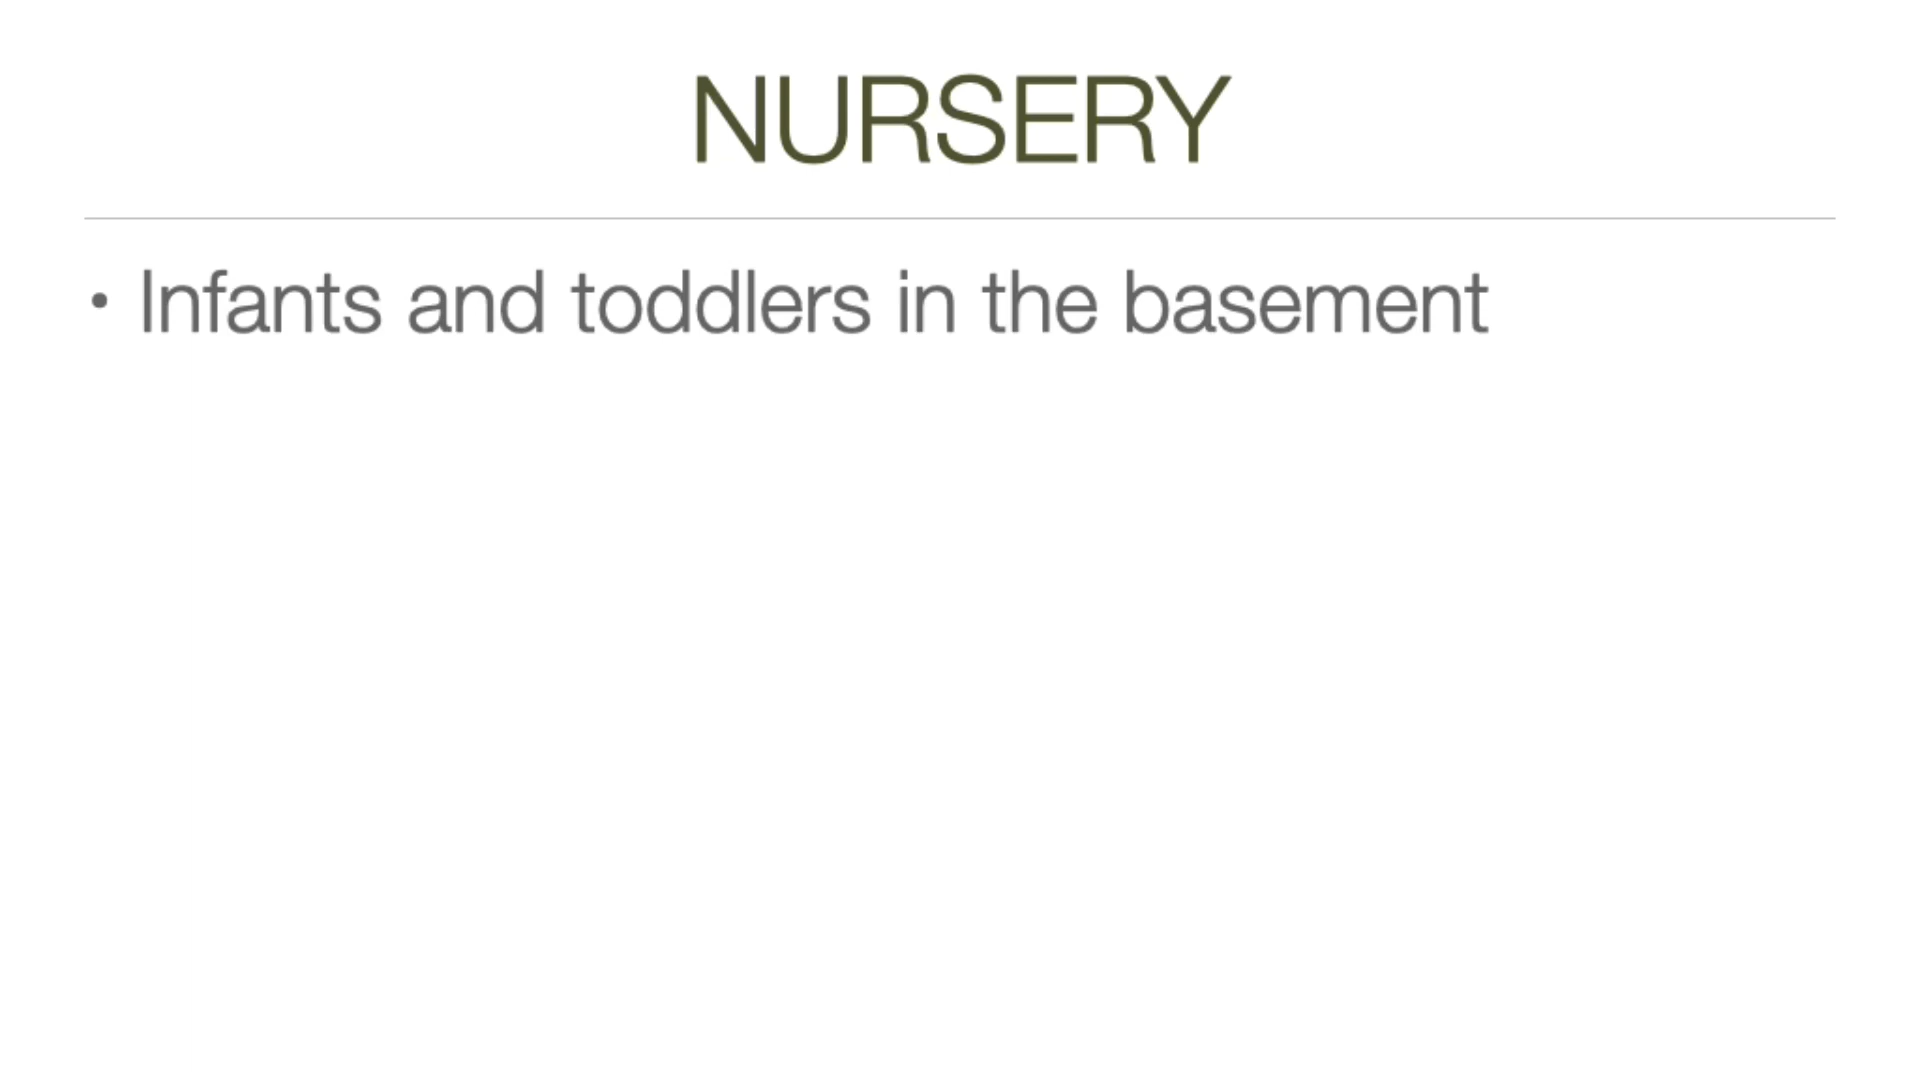 NURSERY
• Infants and toddlers in the basement